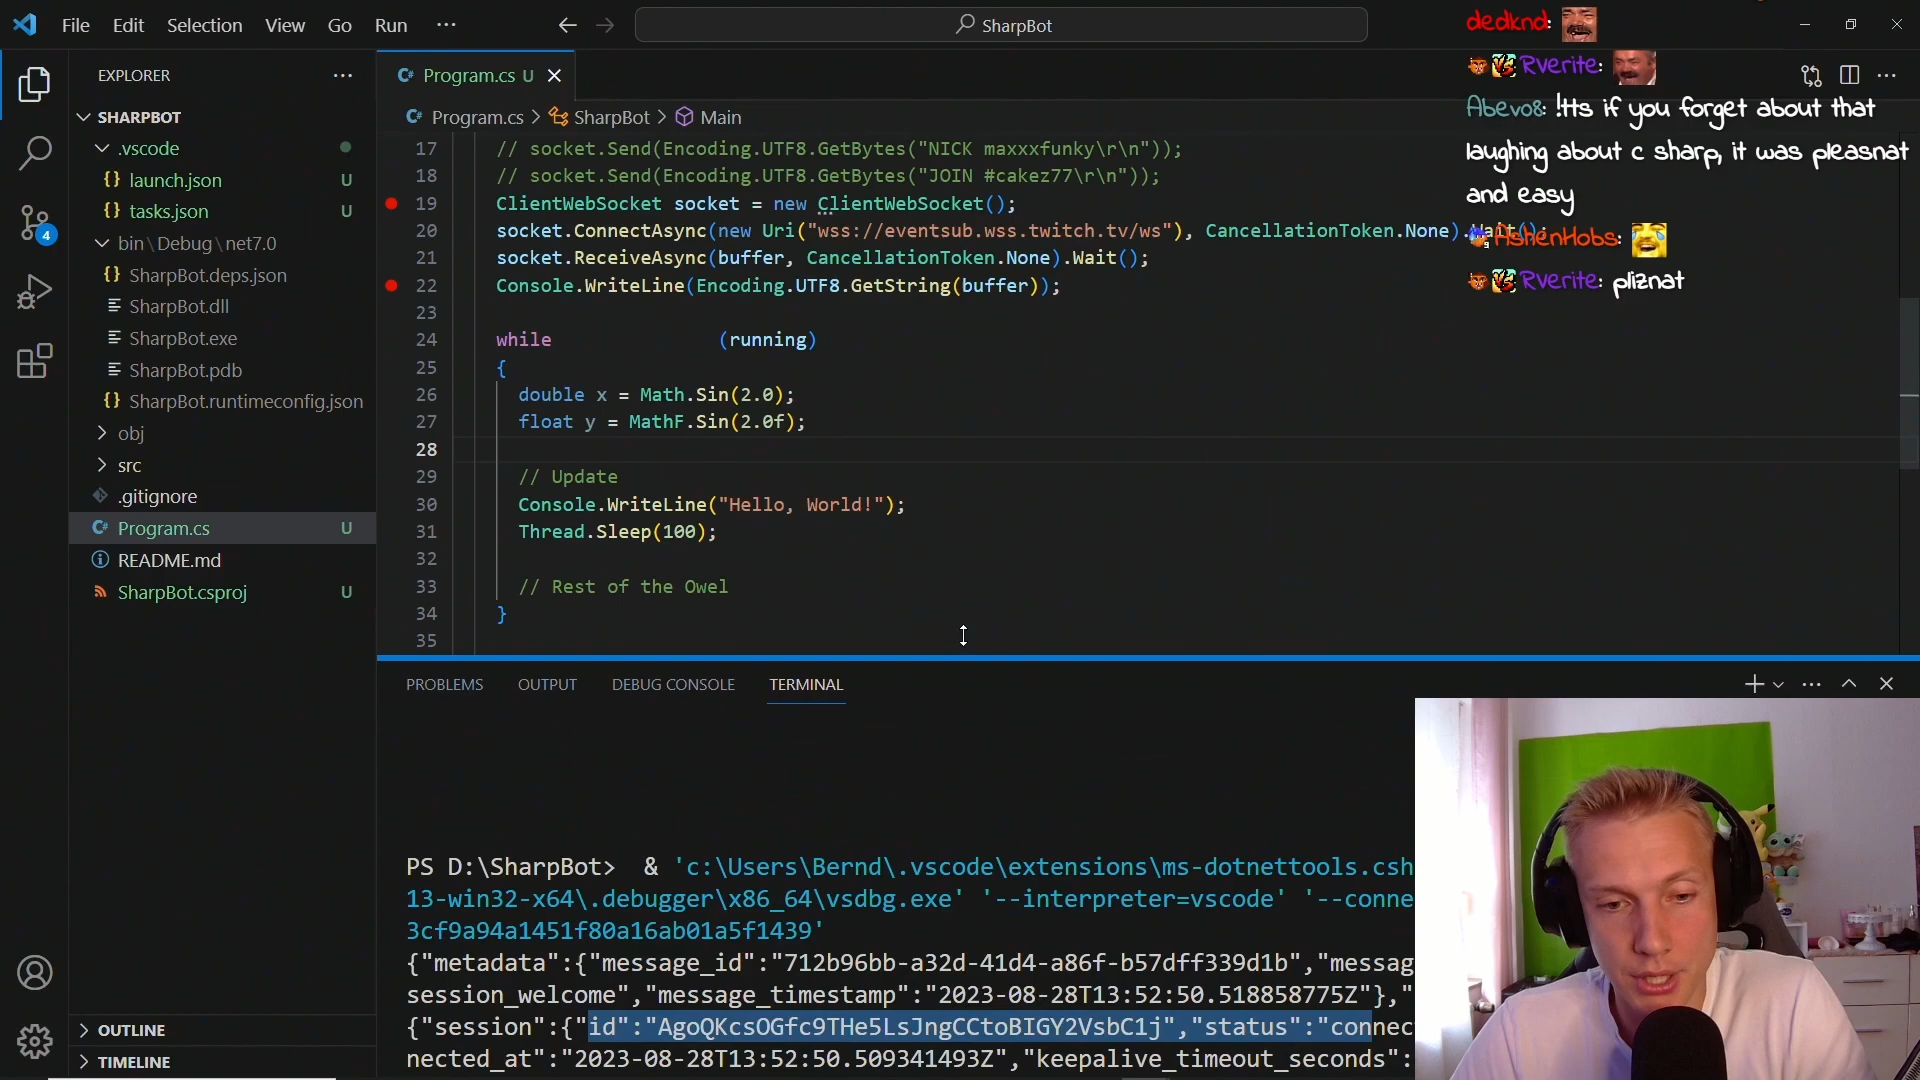 File Edit Selection View Go Run ···
SharpBot
EXPLORER
SHARPBOT
.vscode
{} launch.json U
{} tasks.json U
bin\Debug\net7.0
{} SharpBot.deps.json
SharpBot.dll
SharpBot.exe
SharpBot.pdb
{} SharpBot.runtimeconfig.json
obj
src
.gitignore
C# Program.cs U
README.md
SharpBot.csproj U
OUTLINE
TIMELINE
4
C# Program.cs U
C# Program.cs > SharpBot > Main
17 // socket.Send(Encoding.UTF8.GetBytes("NICK maxxxfunky\r\n"));
18 // socket.Send(Encoding.UTF8.GetBytes("JOIN #cakez77\r\n"));
19 ClientWebSocket socket = new ClientWebSocket();
20 socket.ConnectAsync(new Uri("wss://eventsub.wss.twitch.tv/ws"), CancellationToken.None).Wait();
21 socket.ReceiveAsync(buffer, CancellationToken.None).Wait();
22 Console.WriteLine(Encoding.UTF8.GetString(buffer));
23
24 while (running)
25 {
26 double x = Math.Sin(2.0);
27 float y = MathF.Sin(2.0f);
28
29 // Update
30 Console.WriteLine("Hello, World!");
31 Thread.Sleep(100);
32
33 // Rest of the Owel
34 }
35
dedknd:
Rverite:
Abevo8: !tts if you forget about that
laughing about c sharp, it was pleasnat
and easy
AshenHobs:
Rverite: pliznat
PROBLEMS OUTPUT DEBUG CONSOLE TERMINAL
PS D:\SharpBot> & 'c:\Users\Bernd\.vscode\extensions\ms-dotnettools.csh
13-win32-x64\.debugger\x86_64\vsdbg.exe' '--interpreter=vscode' '--conne
3cf9a94a1451f80a16ab01a5f1439'
{"metadata":{"message_id":"712b96bb-a32d-41d4-a86f-b57dff339d1b","messag
session_welcome","message_timestamp":"2023-08-28T13:52:50.518858775Z"},"
{"session":{"id":"AgoQKcsOGfc9THe5LsJngCCtoBIGY2VsbC1j","status":"connec
nected_at":"2023-08-28T13:52:50.509341493Z","keepalive_timeout_seconds":